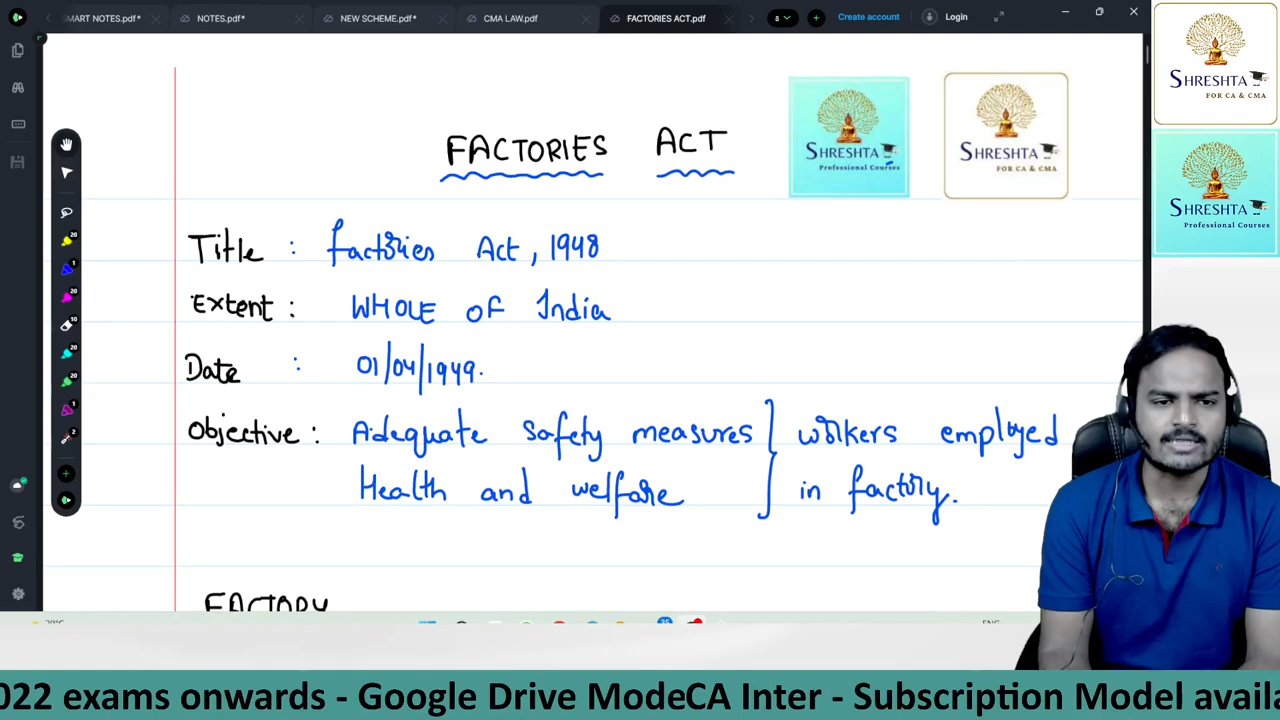 SMART NOTES.pdf*
NOTES.pdf*
NEW SCHEME.pdf*
CMA LAW.pdf
FACTORIES ACT.pdf
8
Create account
Login
SHRESHTA
FOR CA & CMA
SHRESHTA
Professional Courses
FACTORIES ACT
SHRESHTA
Professional Courses
SHRESHTA
FOR CA & CMA
Title : Factories Act, 1948
Extent : WHOLE OF India
Date : 01/04/1949.
Objective : Adequate Safety measures } workers employed
Health and welfare } in factory.
FACTORY
022 exams onwards - Google Drive ModeCA Inter - Subscription Model availa